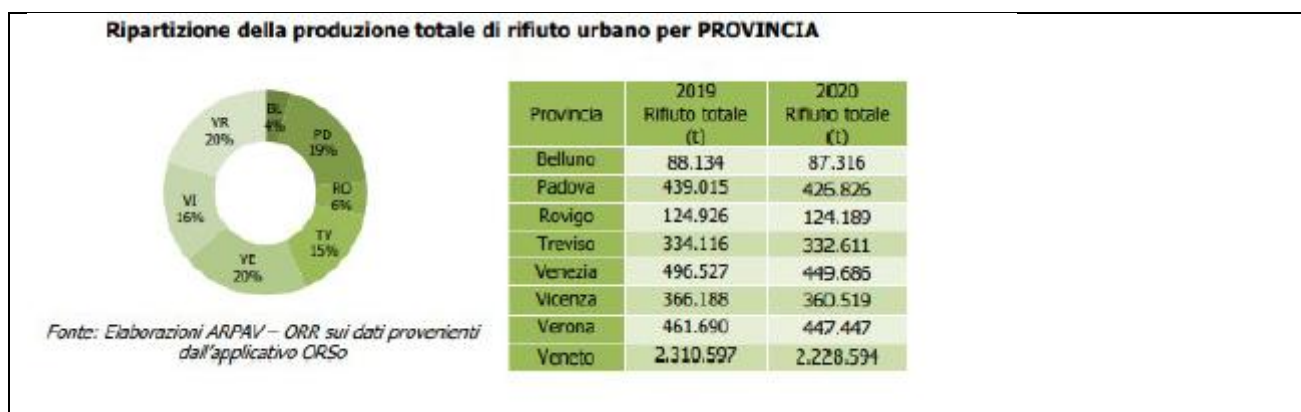 Ripartizione della produzione totale di rifiuto urbano per PROVINCIA
BL
4%
PD
19%
RO
6%
TV
15%
VE
20%
VI
16%
VR
20%
Fonte: Elaborazioni ARPAV – ORR sui dati provenienti
dall'applicativo ORSo
Provincia 2019 Rifiuto totale (t) 2020 Rifiuto totale (t)
Belluno 88.134 87.316
Padova 439.015 426.826
Rovigo 124.926 124.189
Treviso 334.116 332.611
Venezia 496.527 449.686
Vicenza 366.188 360.519
Verona 461.690 447.447
Veneto 2.310.597 2.228.594